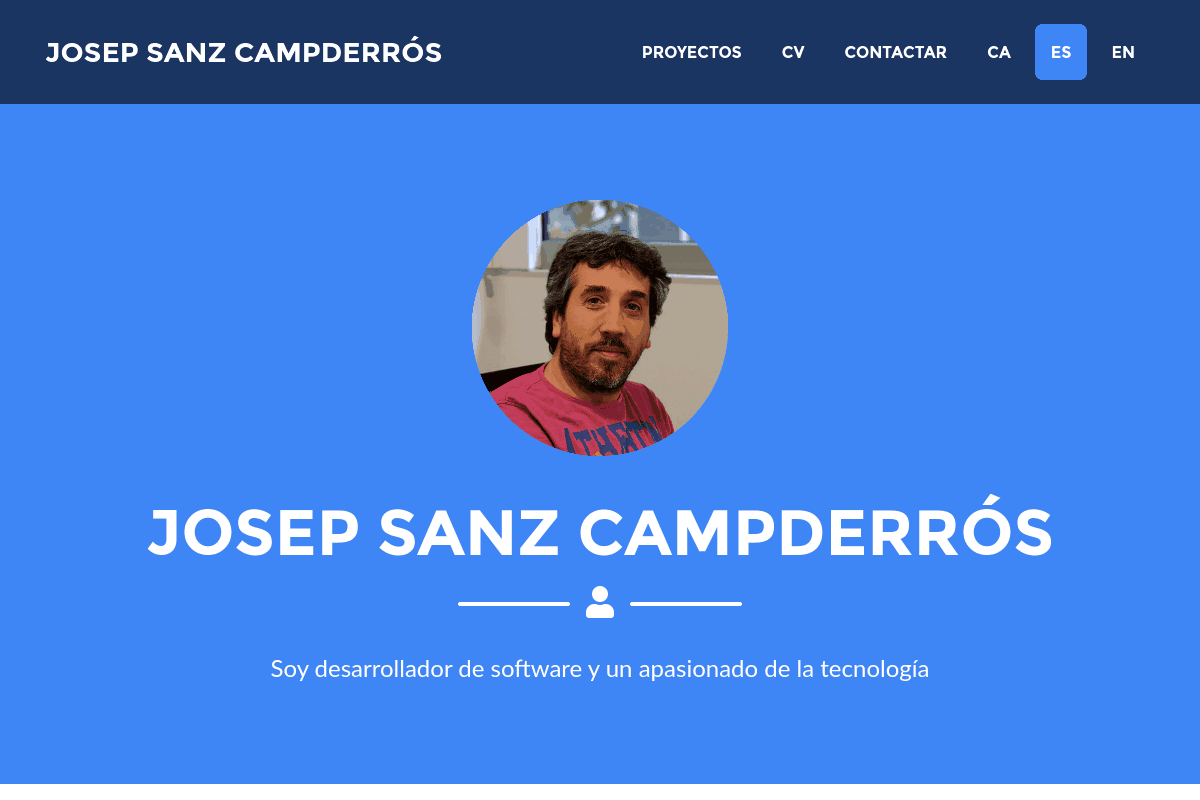 JOSEP SANZ CAMPDERRÓS
PROYECTOS CV CONTACTAR CA ES EN
JOSEP SANZ CAMPDERRÓS
Soy desarrollador de software y un apasionado de la tecnología